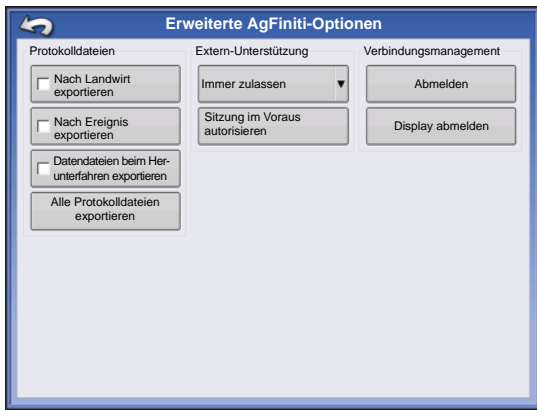 Erweiterte AgFiniti-Optionen
Protokolldateien
Nach Landwirt
exportieren
Nach Ereignis
exportieren
Datendateien beim Her-
unterfahren exportieren
Alle Protokolldateien
exportieren
Extern-Unterstützung
Immer zulassen
Sitzung im Voraus
autorisieren
Verbindungsmanagement
Abmelden
Display abmelden